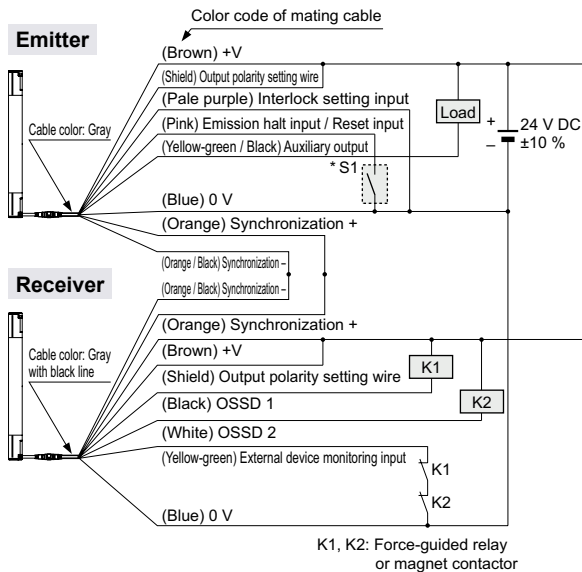 Color code of mating cable
Emitter
(Brown) +V
(Shield) Output polarity setting wire
(Pale purple) Interlock setting input
(Pink) Emission halt input / Reset input
(Yellow-green / Black) Auxiliary output
Cable color: Gray
Load
+
–
24 V DC
±10 %
* S1
(Blue) 0 V
(Orange) Synchronization +
(Orange / Black) Synchronization –
(Orange / Black) Synchronization –
Receiver
(Orange) Synchronization +
(Brown) +V
(Shield) Output polarity setting wire
(Black) OSSD 1
(White) OSSD 2
(Yellow-green) External device monitoring input
Cable color: Gray
with black line
K1
K2
K1
K2
(Blue) 0 V
K1, K2: Force-guided relay
or magnet contactor